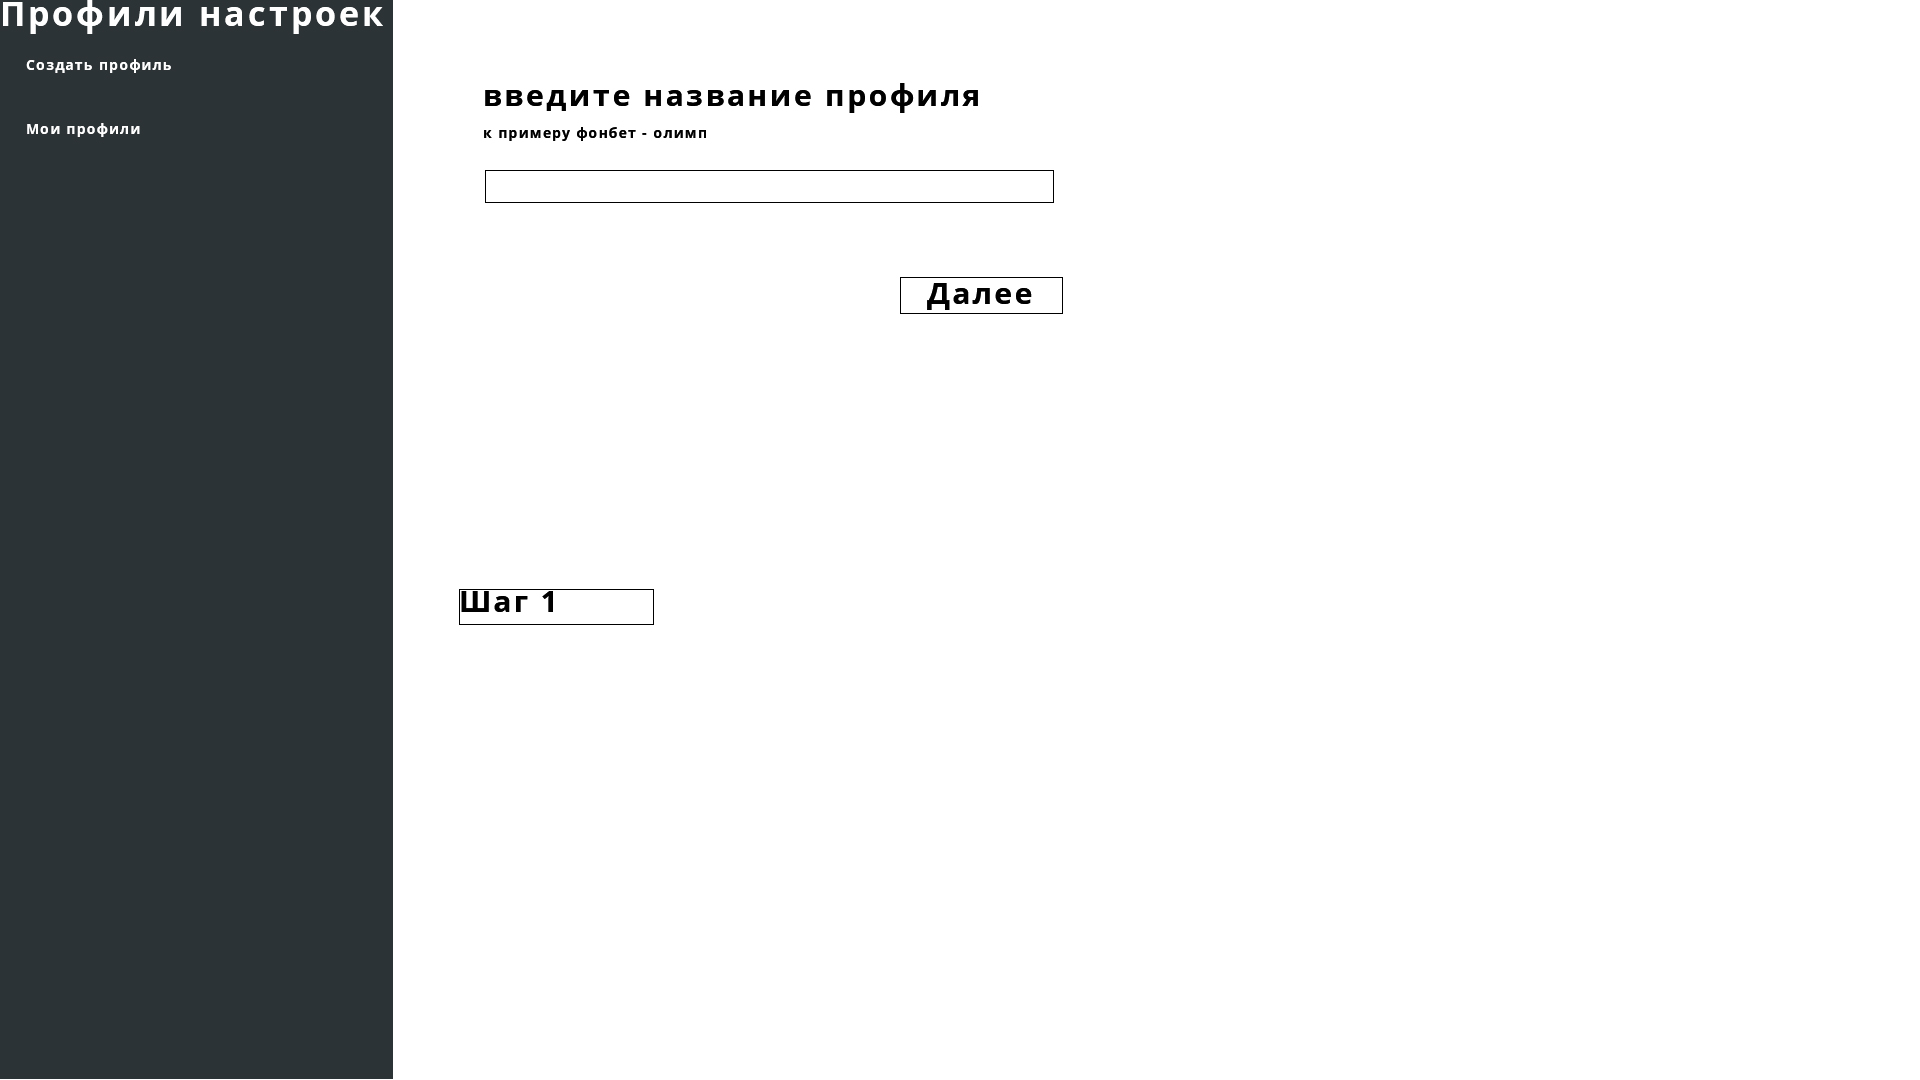 Профили настроек
Создать профиль
Мои профили
введите название профиля
к примеру фонбет - олимп
Далее
Шаг 1